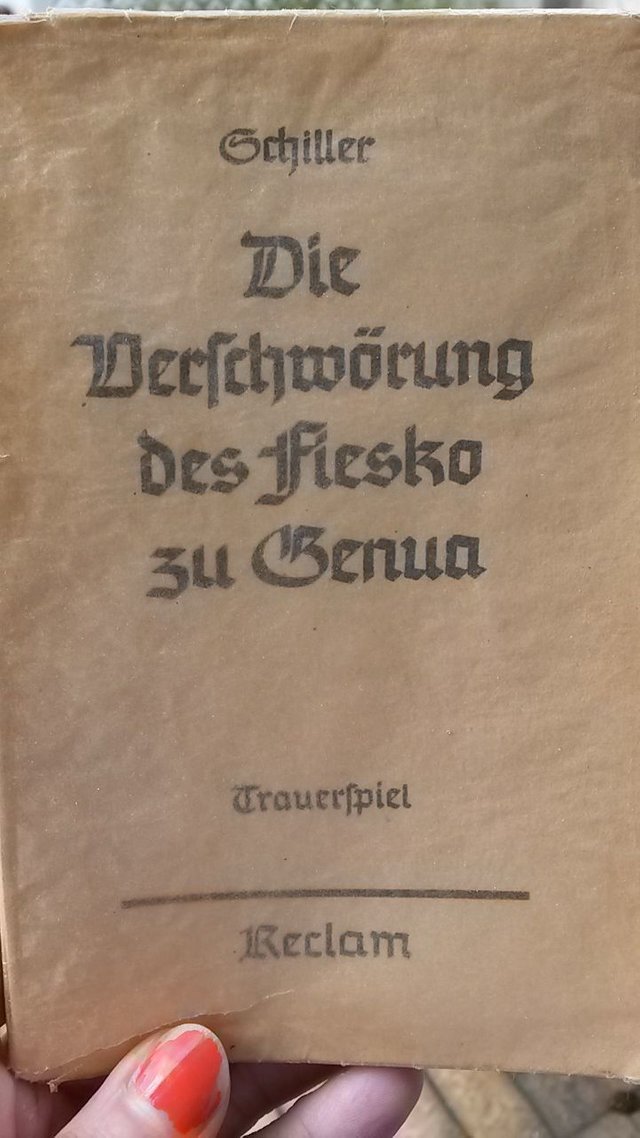 Schiller
Die
Verſchwörung
des Fiesko
zu Genua
Trauerſpiel
Reclam